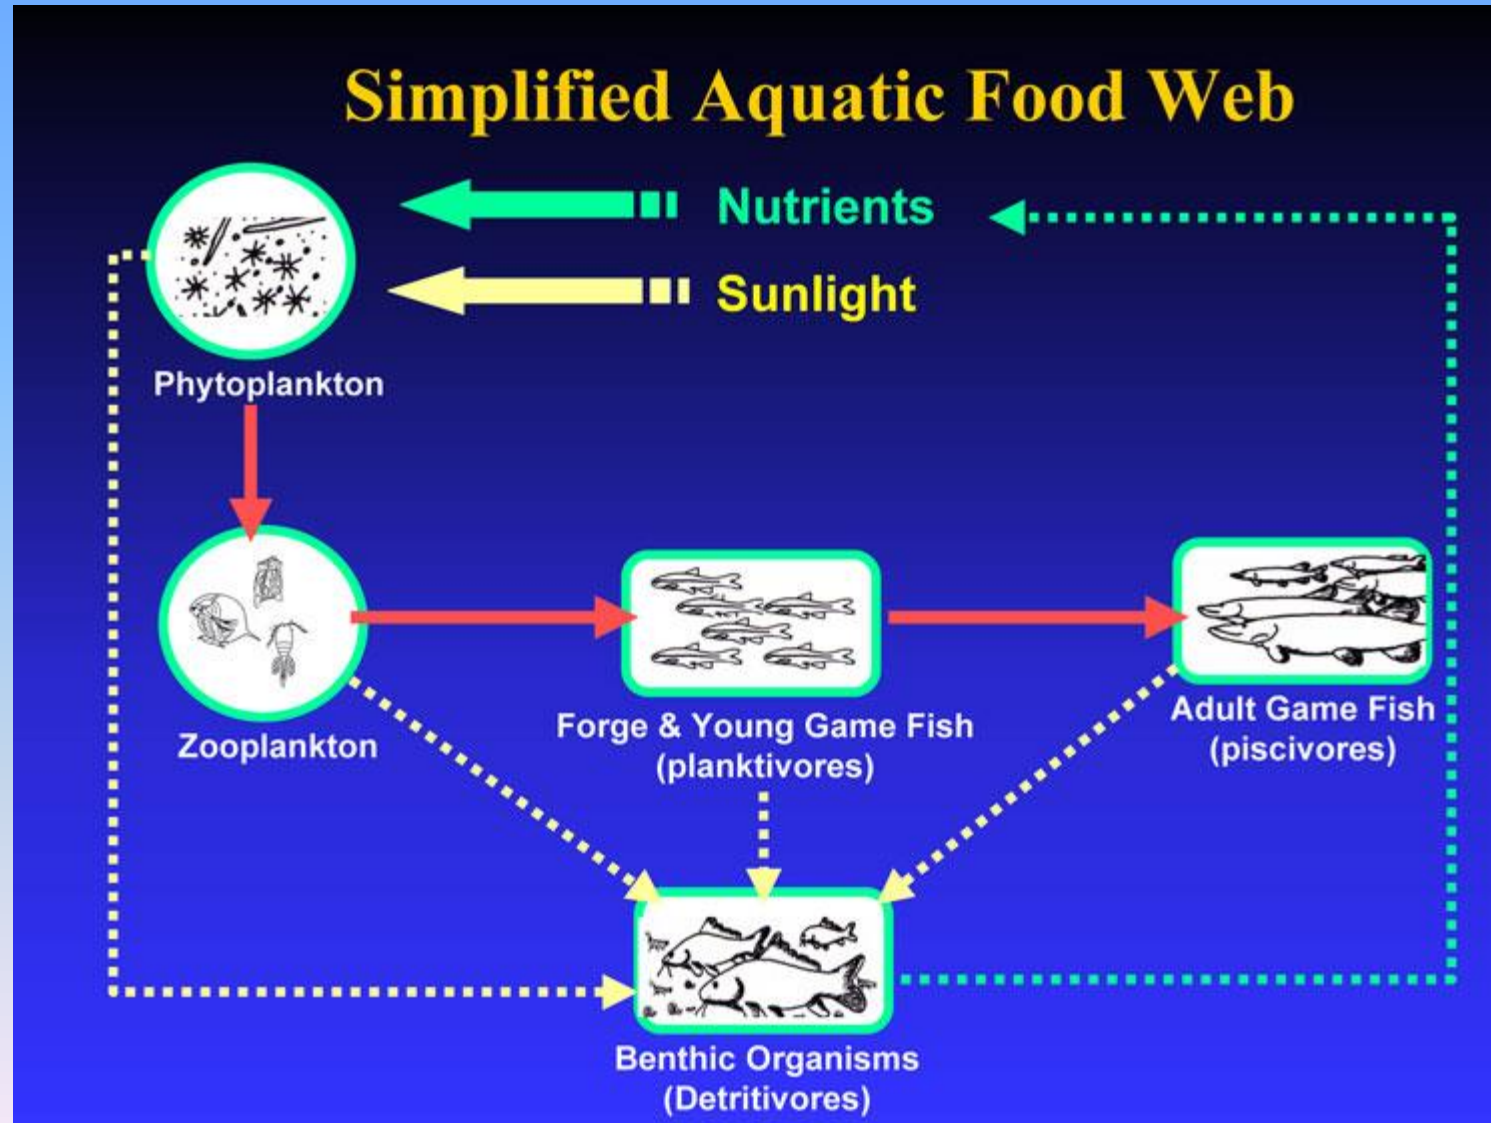 Simplified Aquatic Food Web
Nutrients
Sunlight
Phytoplankton
Zooplankton
Forge & Young Game Fish
(planktivores)
Adult Game Fish
(piscivores)
Benthic Organisms
(Detritivores)